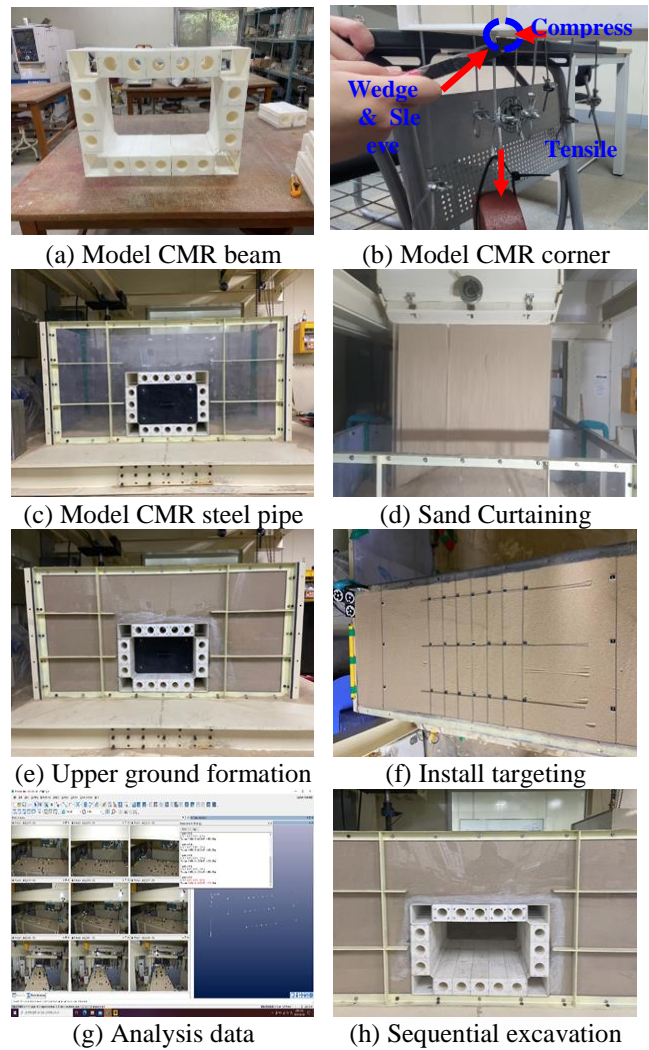 Compress
Wedge
& Sle
eve
Tensile
(a) Model CMR beam
(b) Model CMR corner
(c) Model CMR steel pipe
(d) Sand Curtaining
(e) Upper ground formation
(f) Install targeting
(g) Analysis data
(h) Sequential excavation